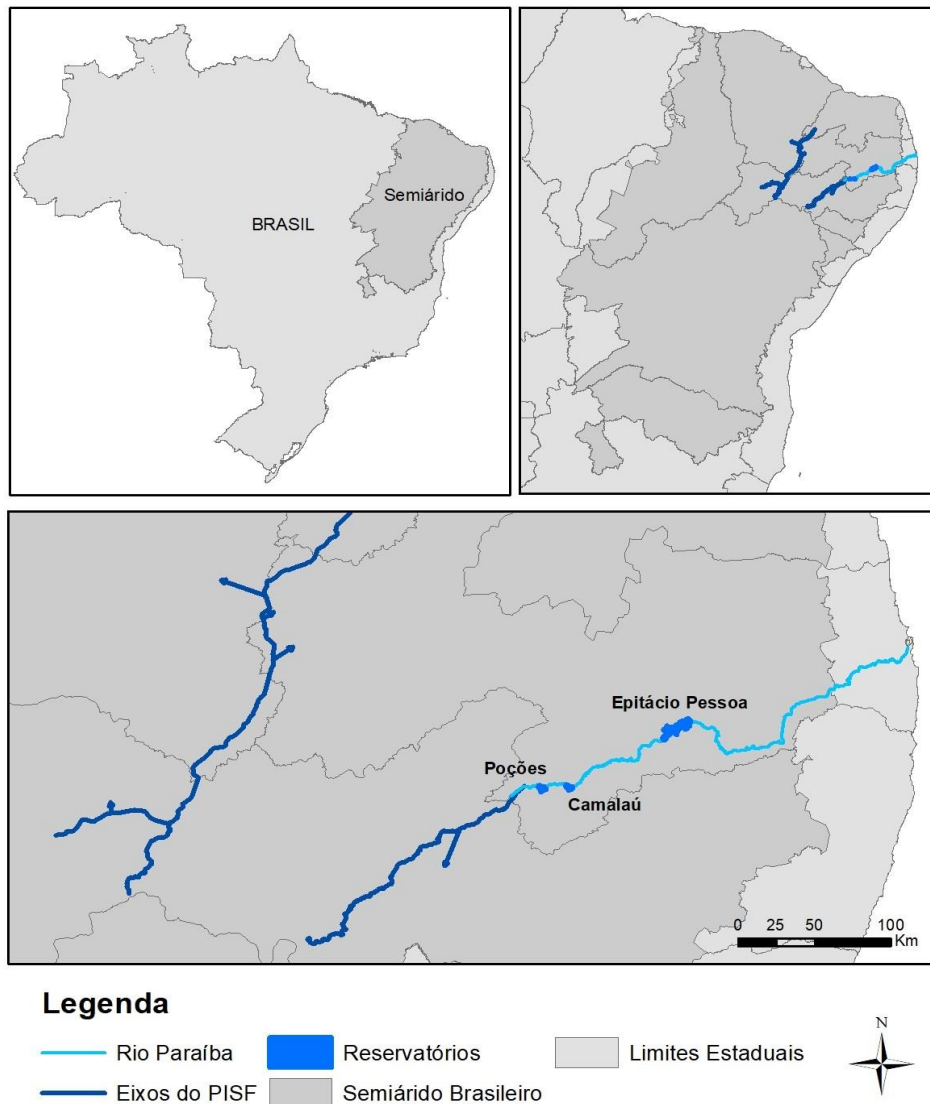 BRASIL
Semiárido
Epitácio Pessoa
Poções
Camalaú
0 25 50 100
Km
Legenda
Rio Paraíba
Reservatórios
Limites Estaduais
Eixos do PISF
Semiárido Brasileiro
N